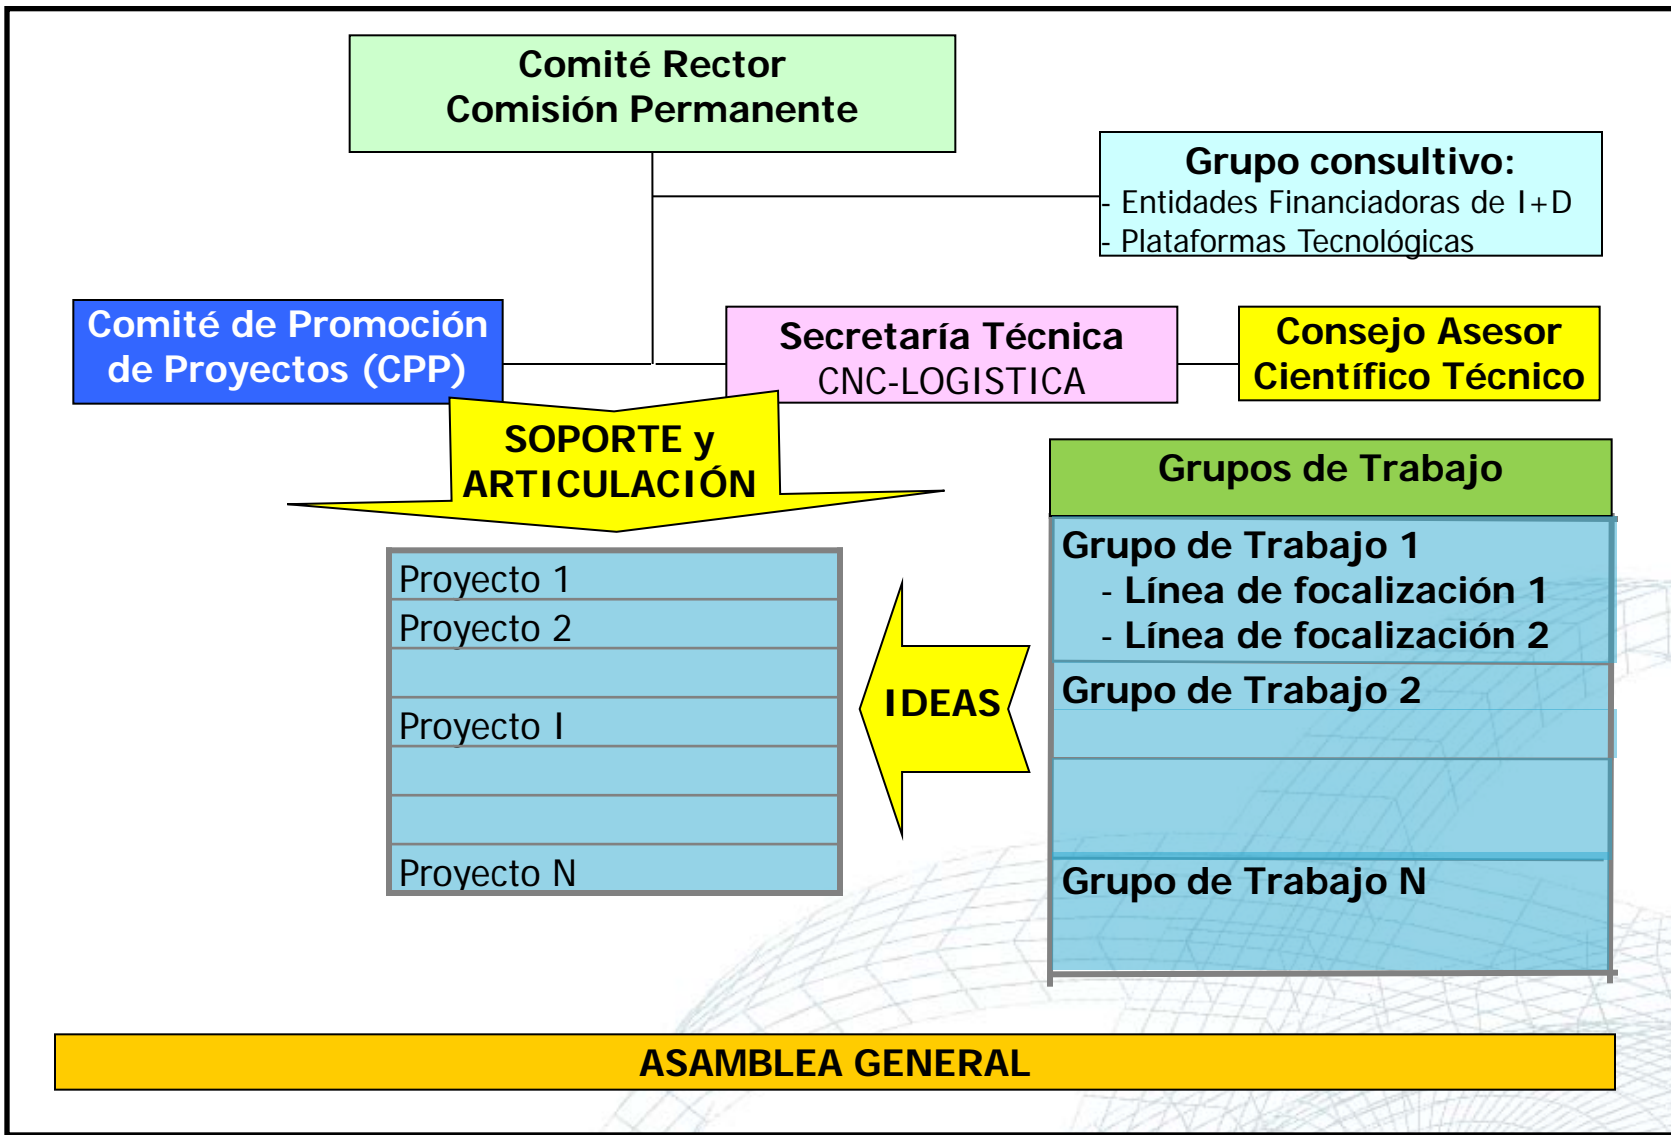 Comité Rector
Comisión Permanente
Grupo consultivo:
- Entidades Financiadoras de I+D
- Plataformas Tecnológicas
Comité de Promoción
de Proyectos (CPP)
Secretaría Técnica
CNC-LOGISTICA
Consejo Asesor
Científico Técnico
SOPORTE y
ARTICULACIÓN
Grupos de Trabajo
Grupo de Trabajo 1
- Línea de focalización 1
- Línea de focalización 2
Grupo de Trabajo 2
Grupo de Trabajo N
IDEAS
Proyecto 1
Proyecto 2
Proyecto I
Proyecto N
ASAMBLEA GENERAL